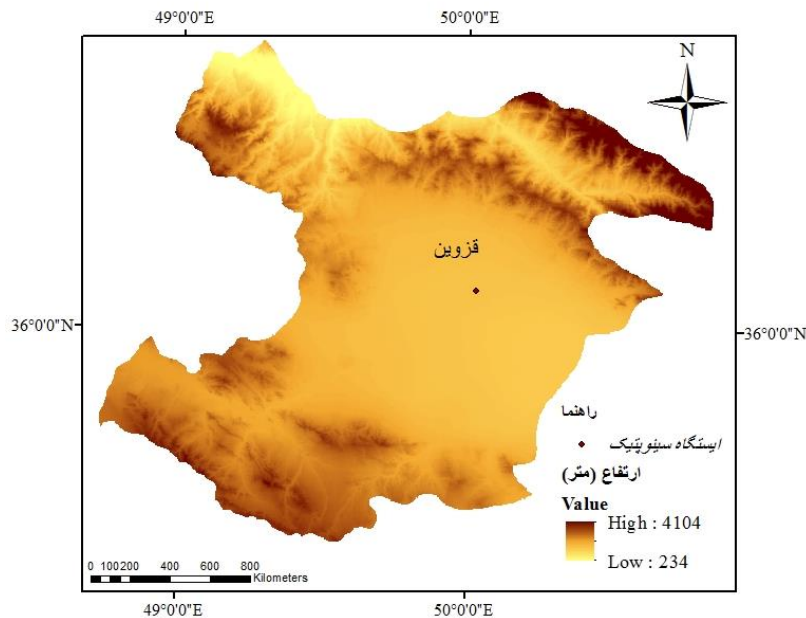 49°0'0"E 50°0'0"E
N
قزوین
36°0'0"N 36°0'0"N
راهنما
ایستگاه سینوپتیک
ارتفاع (متر)
Value
High : 4104
Low : 234
0 100200 400 600 800
Kilometers
49°0'0"E 50°0'0"E